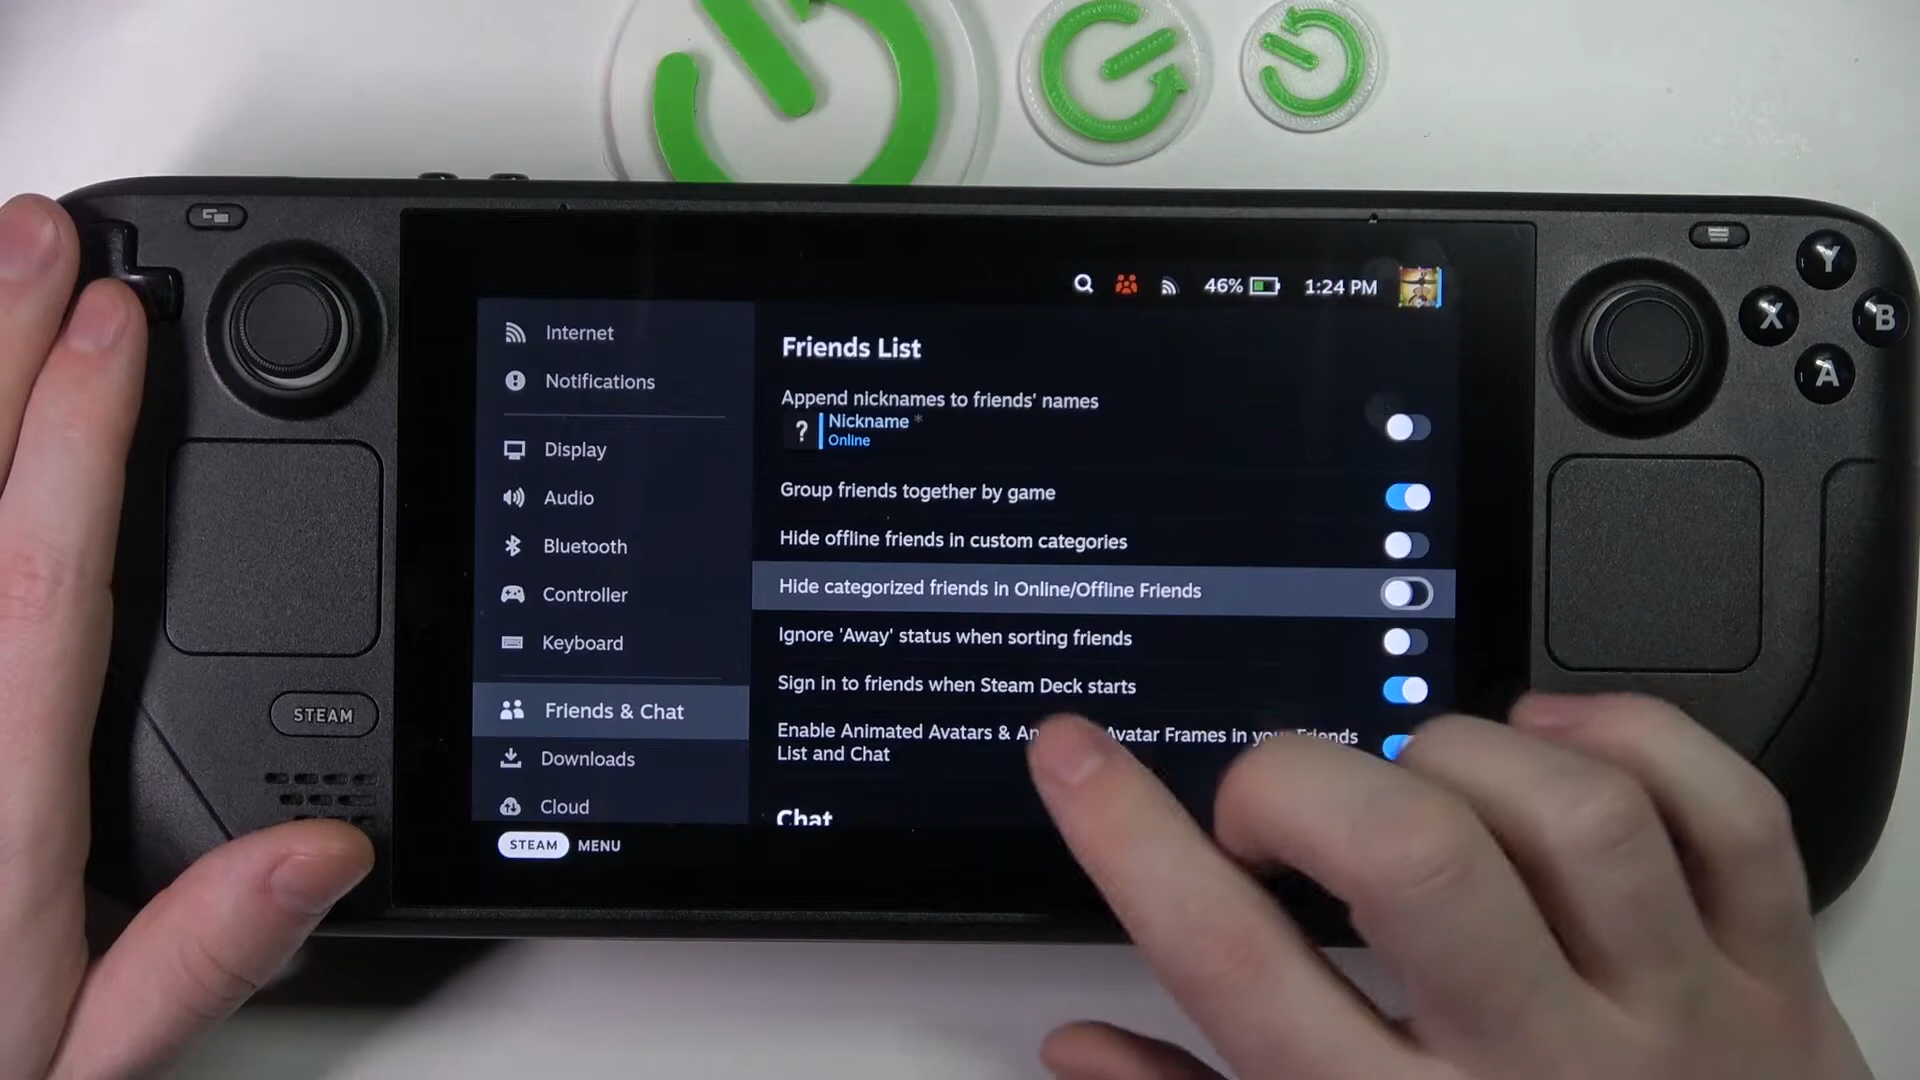 46% 1:24 PM
Internet
Notifications
Display
Audio
Bluetooth
Controller
Keyboard
Friends & Chat
Downloads
Cloud
STEAM MENU
Friends List
Append nicknames to friends' names
? Nickname *
Online
Group friends together by game
Hide offline friends in custom categories
Hide categorized friends in Online/Offline Friends
Ignore 'Away' status when sorting friends
Sign in to friends when Steam Deck starts
Enable Animated Avatars & Avatar Frames in your Friends
List and Chat
Chat
STEAM
Y
X
B
A